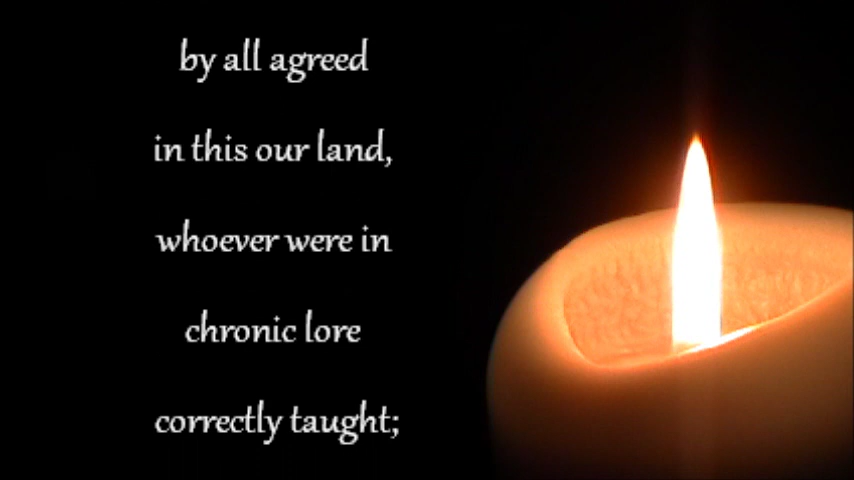 by all agreed
in this our land,
whoever were in
chronic lore
correctly taught;